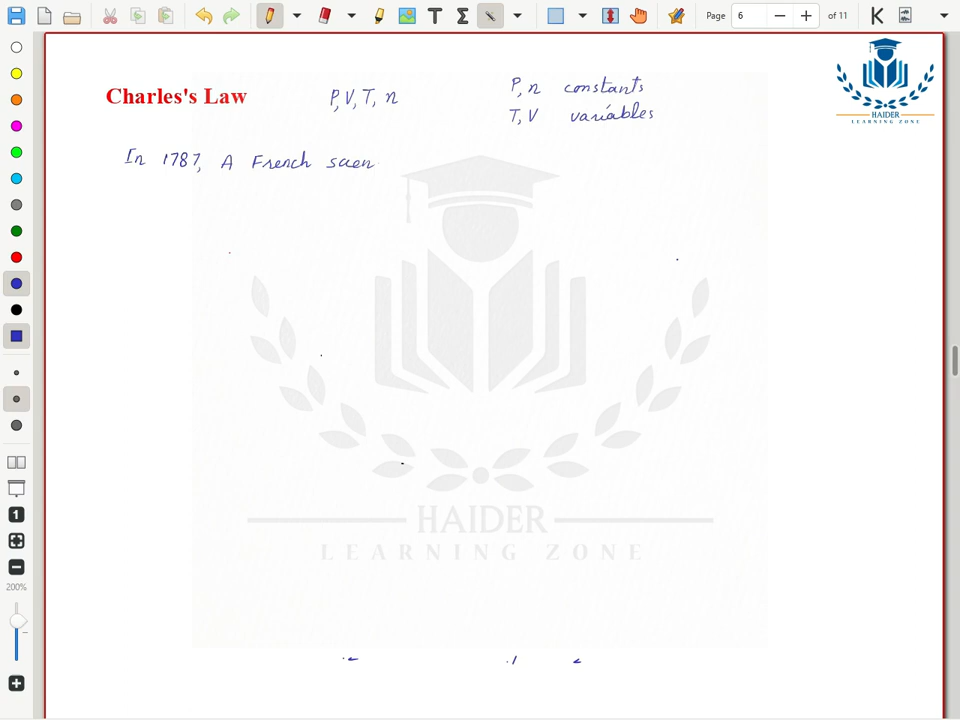 Page 6 of 11
HAIDER
LEARNING ZONE
Charles's Law P, V, T, n P, n constants
T, V variables
In 1787, A French scien
HAIDER
LEARNING ZONE
1
200%